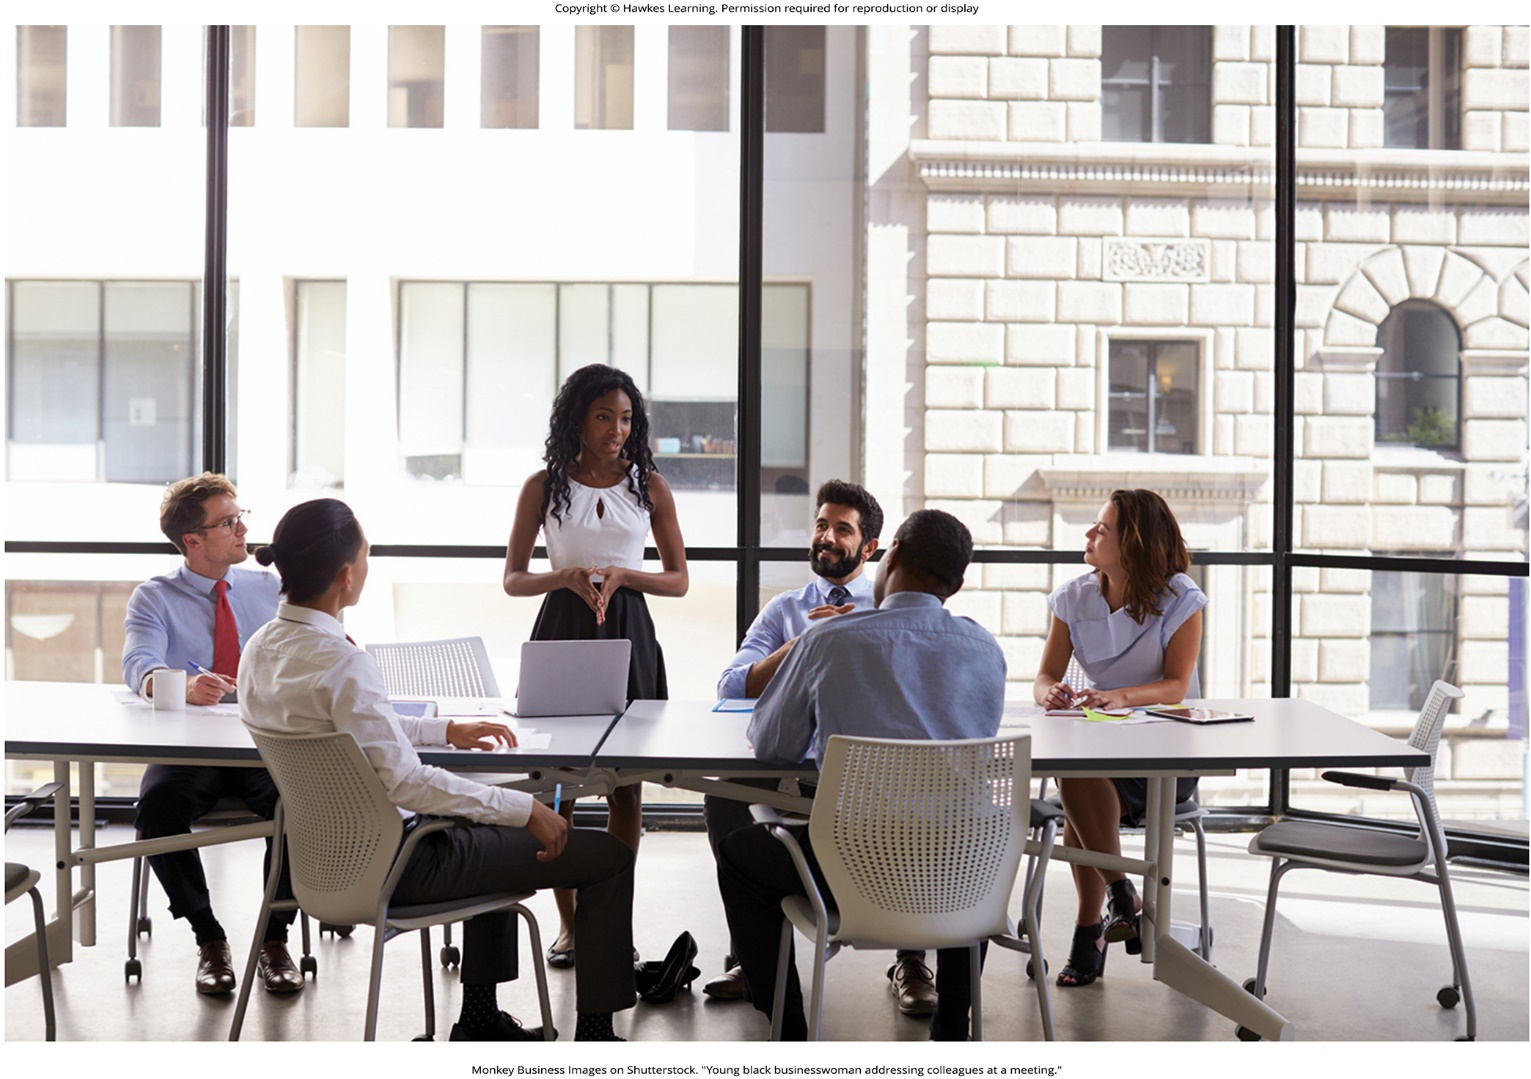 Copyright © Hawkes Learning. Permission required for reproduction or display
Monkey Business Images on Shutterstock. "Young black businesswoman addressing colleagues at a meeting."